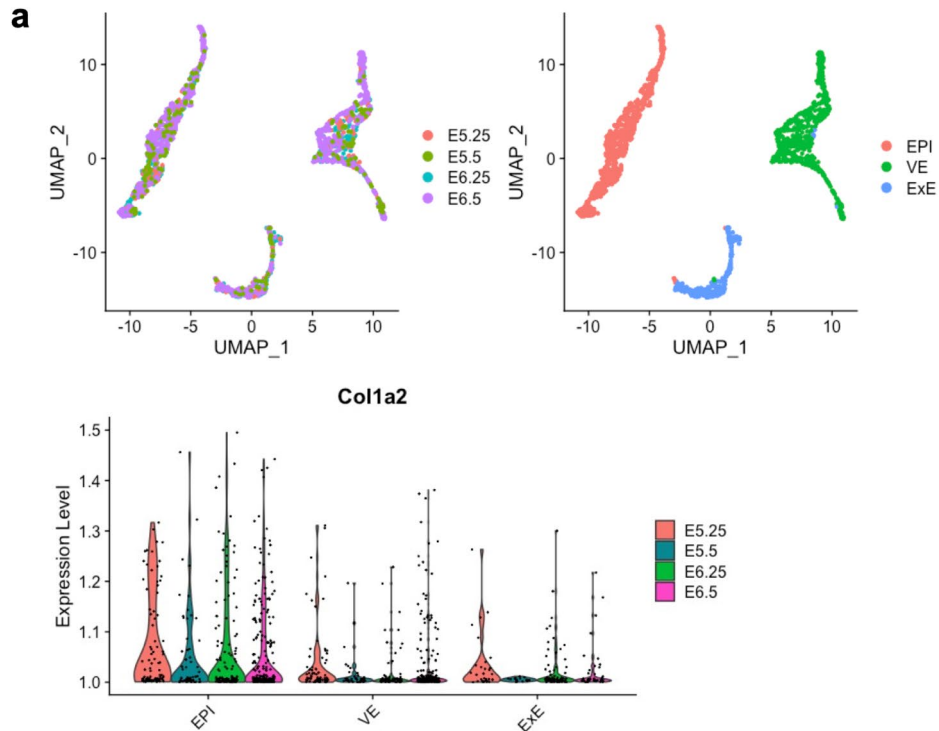 a
UMAP_2
10
0
-10
-10
-5
0
5
10
UMAP_1
E5.25
E5.5
E6.25
E6.5
UMAP_2
10
0
-10
-10
-5
0
5
10
UMAP_1
EPI
VE
ExE
Col1a2
Expression Level
1.5
1.4
1.3
1.2
1.1
1.0
EPI
VE
ExE
E5.25
E5.5
E6.25
E6.5